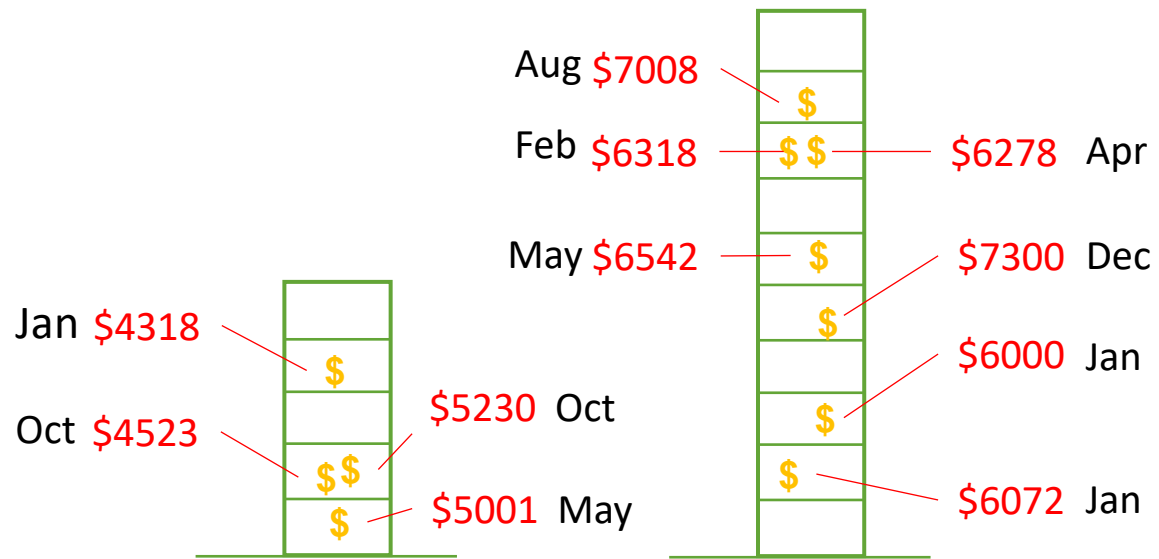 Jan $4318
Oct $4523
$5230 Oct
$5001 May
$
$ $
$
Aug $7008
Feb $6318
May $6542
$6278 Apr
$7300 Dec
$6000 Jan
$6072 Jan
$
$ $
$
$
$
$